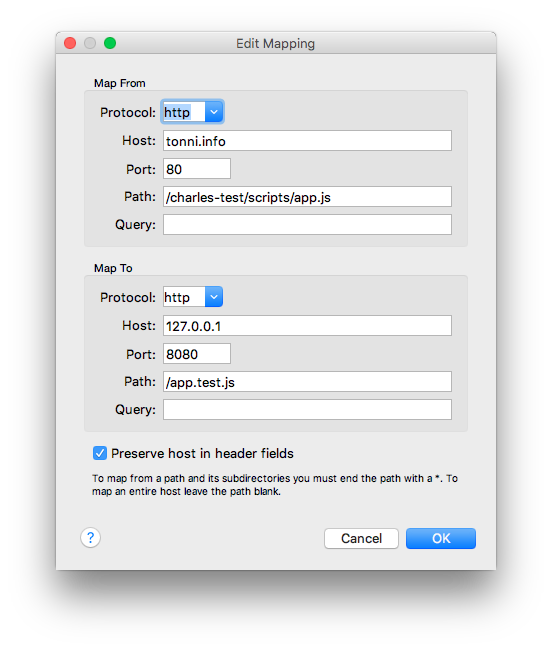 Edit Mapping
Map From
Protocol: http
Host: tonni.info
Port: 80
Path: /charles-test/scripts/app.js
Query:
Map To
Protocol: http
Host: 127.0.0.1
Port: 8080
Path: /app.test.js
Query:
Preserve host in header fields
To map from a path and its subdirectories you must end the path with a *. To
map an entire host leave the path blank.
? Cancel OK